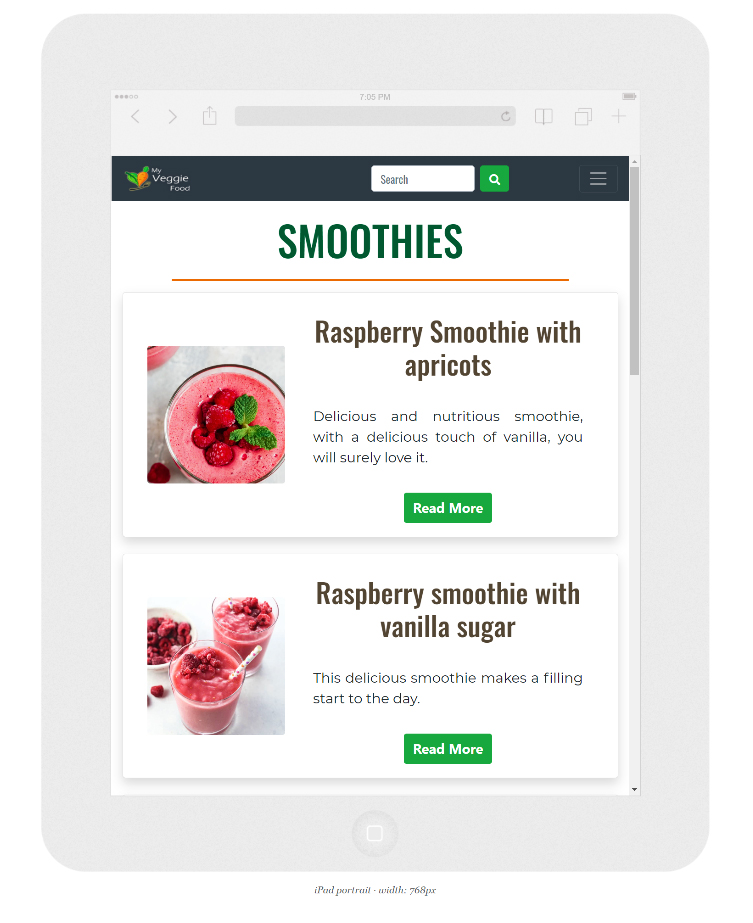 7:05 PM
My
Veggie
Food
Search
SMOOTHIES
Raspberry Smoothie with
apricots
Delicious and nutritious smoothie,
with a delicious touch of vanilla, you
will surely love it.
Read More
Raspberry smoothie with
vanilla sugar
This delicious smoothie makes a filling
start to the day.
Read More
iPad portrait · width: 768px